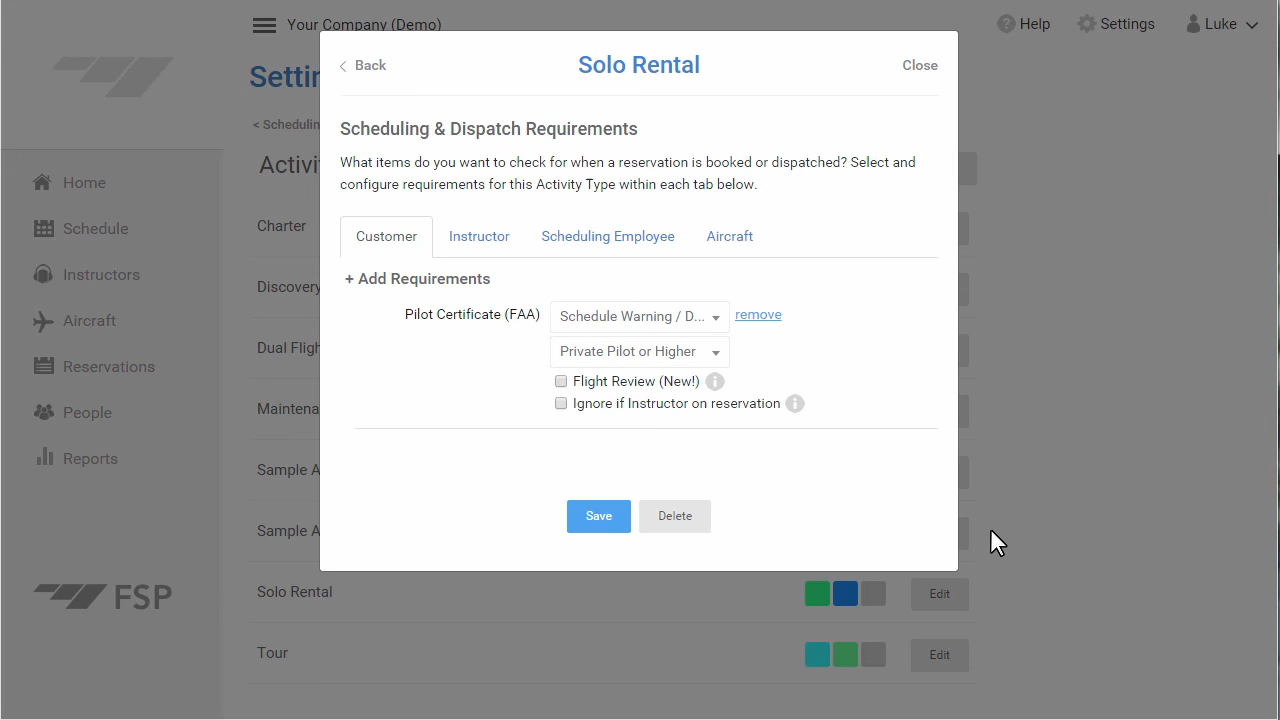 Your Company (Demo)
Help
Settings
Luke
Settin
< Schedulin
Activi
Home
Schedule
Instructors
Aircraft
Reservations
People
Reports
FSP
Charter
Discovery
Dual Fligh
Maintena
Sample A
Sample A
Solo Rental
Edit
Tour
Edit
Back
Solo Rental
Close
Scheduling & Dispatch Requirements
What items do you want to check for when a reservation is booked or dispatched? Select and
configure requirements for this Activity Type within each tab below.
Customer
Instructor
Scheduling Employee
Aircraft
+ Add Requirements
Pilot Certificate (FAA)
Schedule Warning / D...
remove
Private Pilot or Higher
Flight Review (New!)
Ignore if Instructor on reservation
Save
Delete